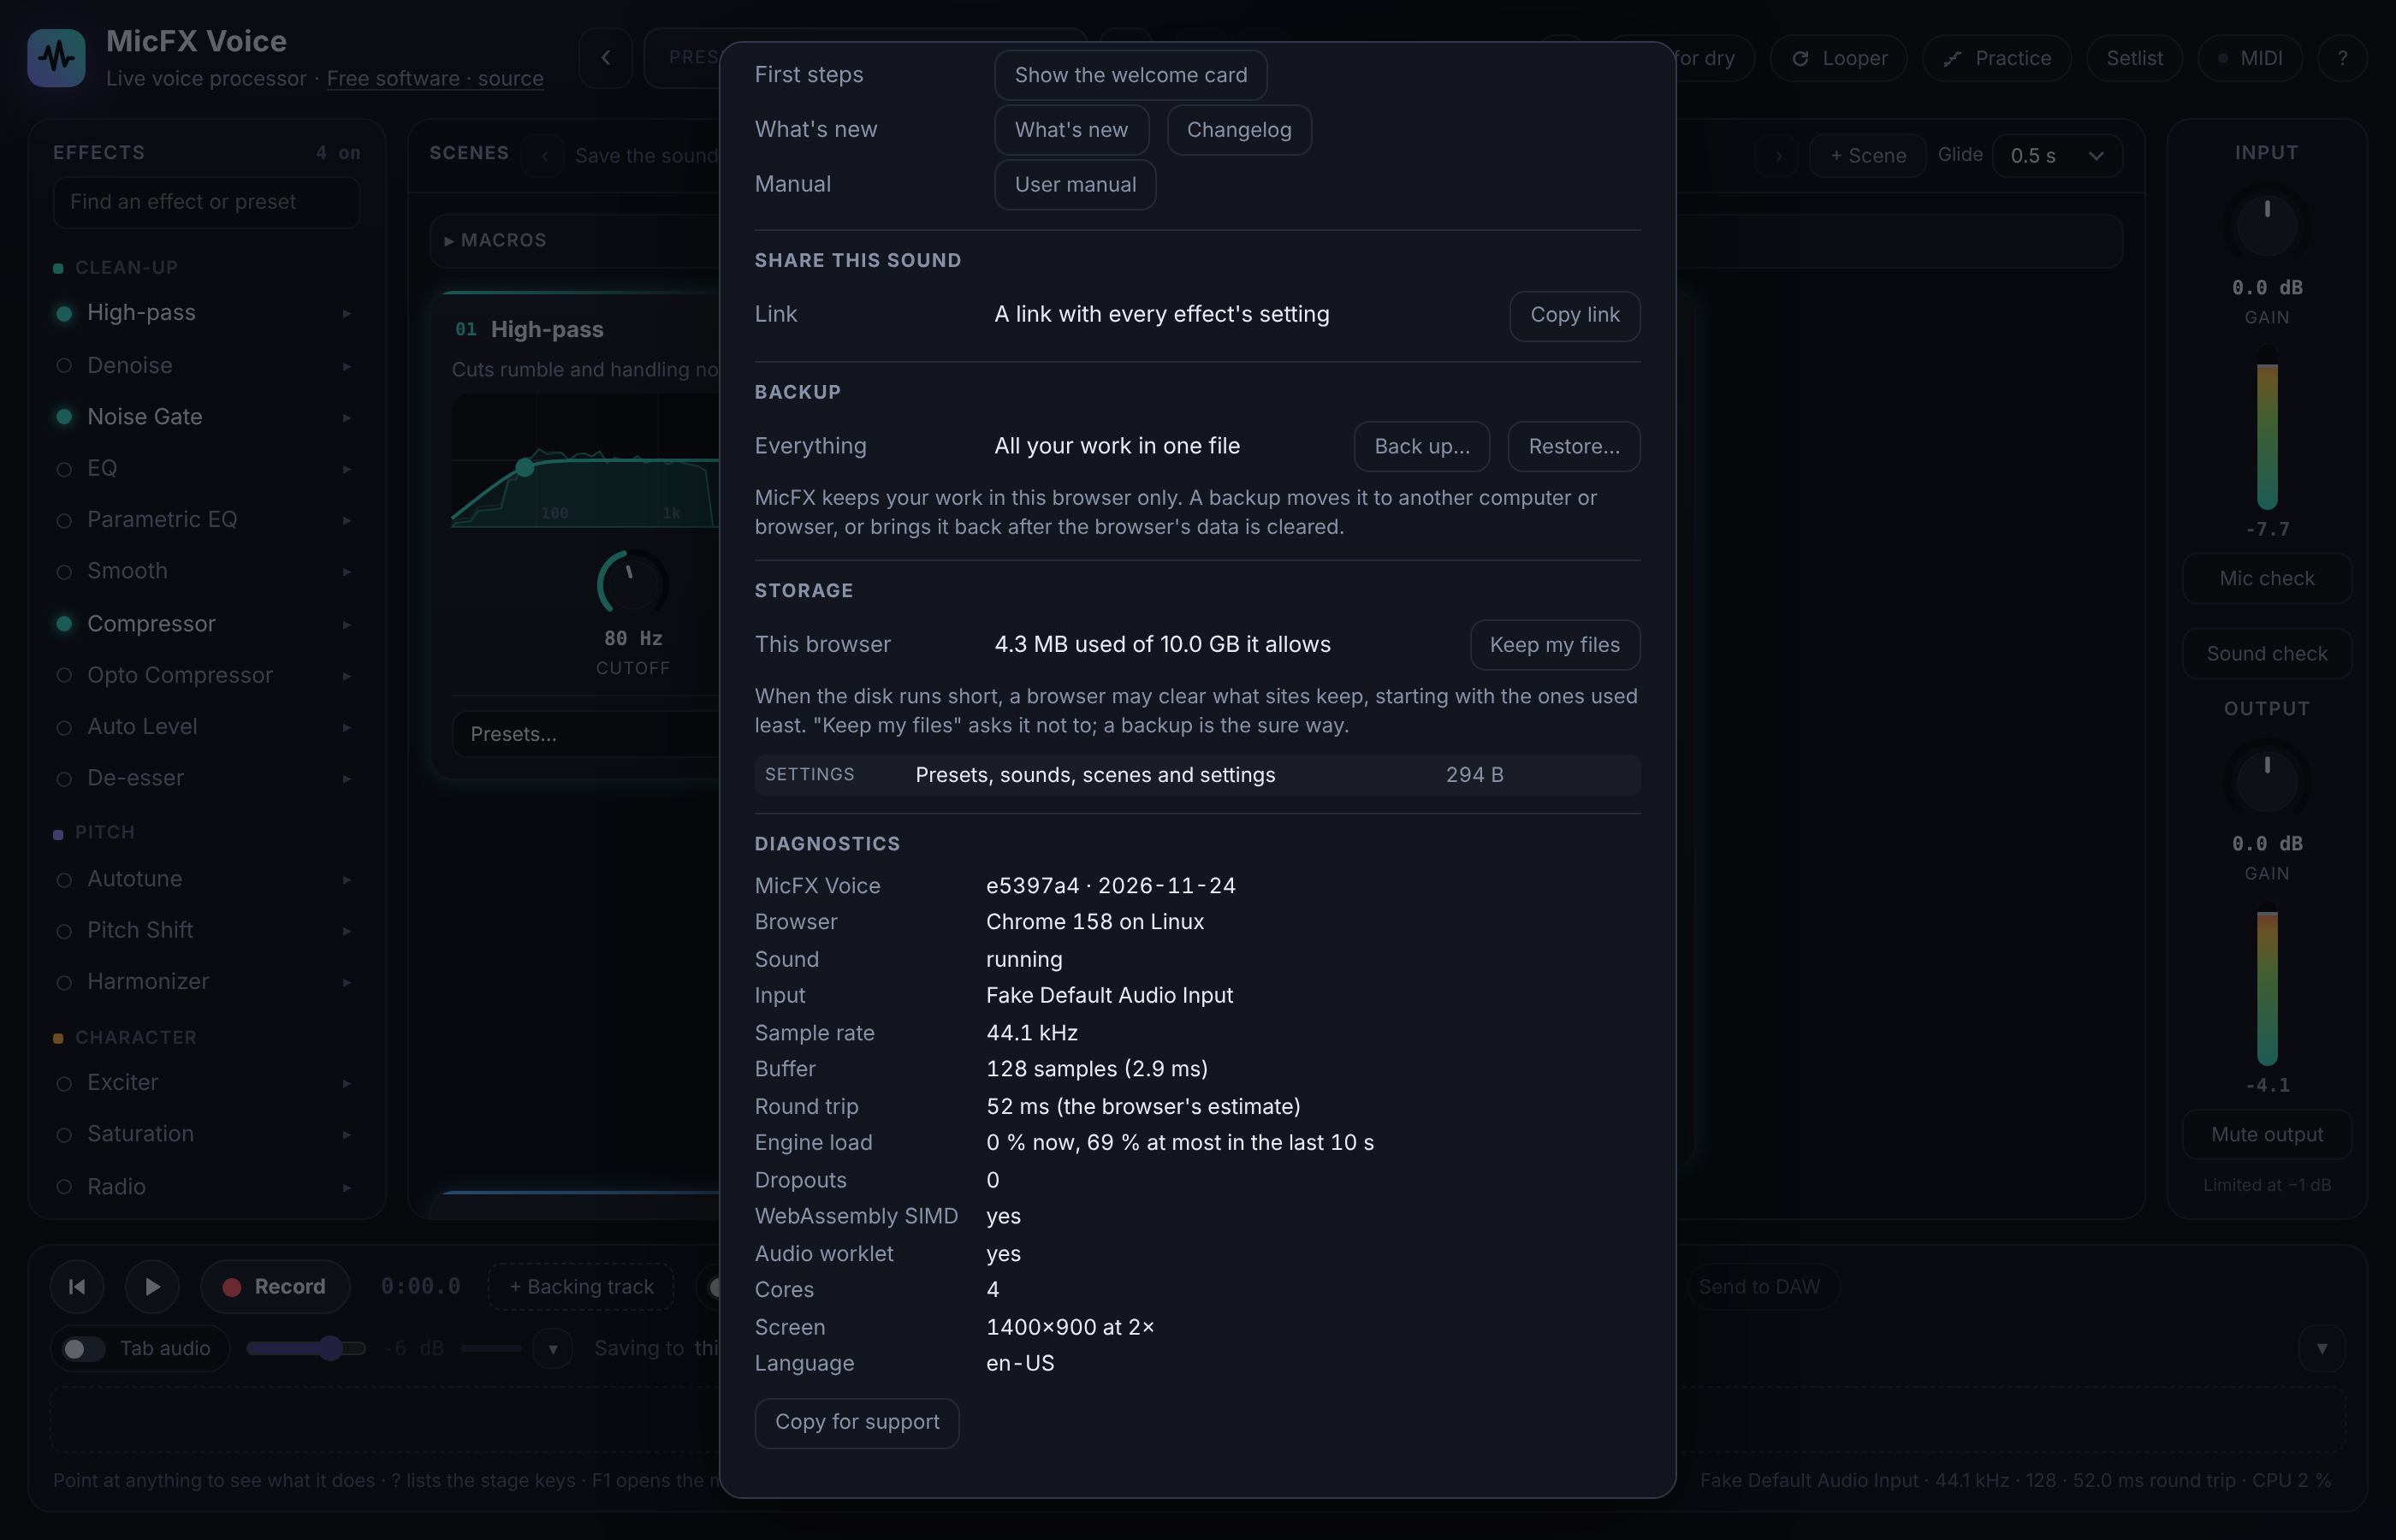 MicFX Voice
Live voice processor · Free software · source
for dry
Looper
Practice
Setlist
MIDI
?
EFFECTS
4 on
Find an effect or preset
CLEAN-UP
High-pass
Denoise
Noise Gate
EQ
Parametric EQ
Smooth
Compressor
Opto Compressor
Auto Level
De-esser
PITCH
Autotune
Pitch Shift
Harmonizer
CHARACTER
Exciter
Saturation
Radio
SCENES
Save the sound
+ Scene
Glide
0.5 s
MACROS
01 High-pass
Cuts rumble and handling
100
1k
80 Hz
CUTOFF
Presets...
First steps
Show the welcome card
What's new
What's new
Changelog
Manual
User manual
SHARE THIS SOUND
Link
A link with every effect's setting
Copy link
BACKUP
Everything
All your work in one file
Back up...
Restore...
MicFX keeps your work in this browser only. A backup moves it to another computer or
browser, or brings it back after the browser's data is cleared.
STORAGE
This browser
4.3 MB used of 10.0 GB it allows
Keep my files
When the disk runs short, a browser may clear what sites keep, starting with the ones used
least. "Keep my files" asks it not to; a backup is the sure way.
SETTINGS
Presets, sounds, scenes and settings
294 B
DIAGNOSTICS
MicFX Voice e5397a4 · 2026-11-24
Browser Chrome 158 on Linux
Sound running
Input Fake Default Audio Input
Sample rate 44.1 kHz
Buffer 128 samples (2.9 ms)
Round trip 52 ms (the browser's estimate)
Engine load 0 % now, 69 % at most in the last 10 s
Dropouts 0
WebAssembly SIMD yes
Audio worklet yes
Cores 4
Screen 1400×900 at 2×
Language en-US
Copy for support
INPUT
0.0 dB
GAIN
-7.7
Mic check
Sound check
OUTPUT
0.0 dB
GAIN
-4.1
Mute output
Limited at −1 dB
Record
0:00.0
+ Backing track
Send to DAW
Tab audio
-6 dB
Saving to
Point at anything to see what it does · ? lists the stage keys · F1 opens the
Fake Default Audio Input · 44.1 kHz · 128 · 52.0 ms round trip · CPU 2 %